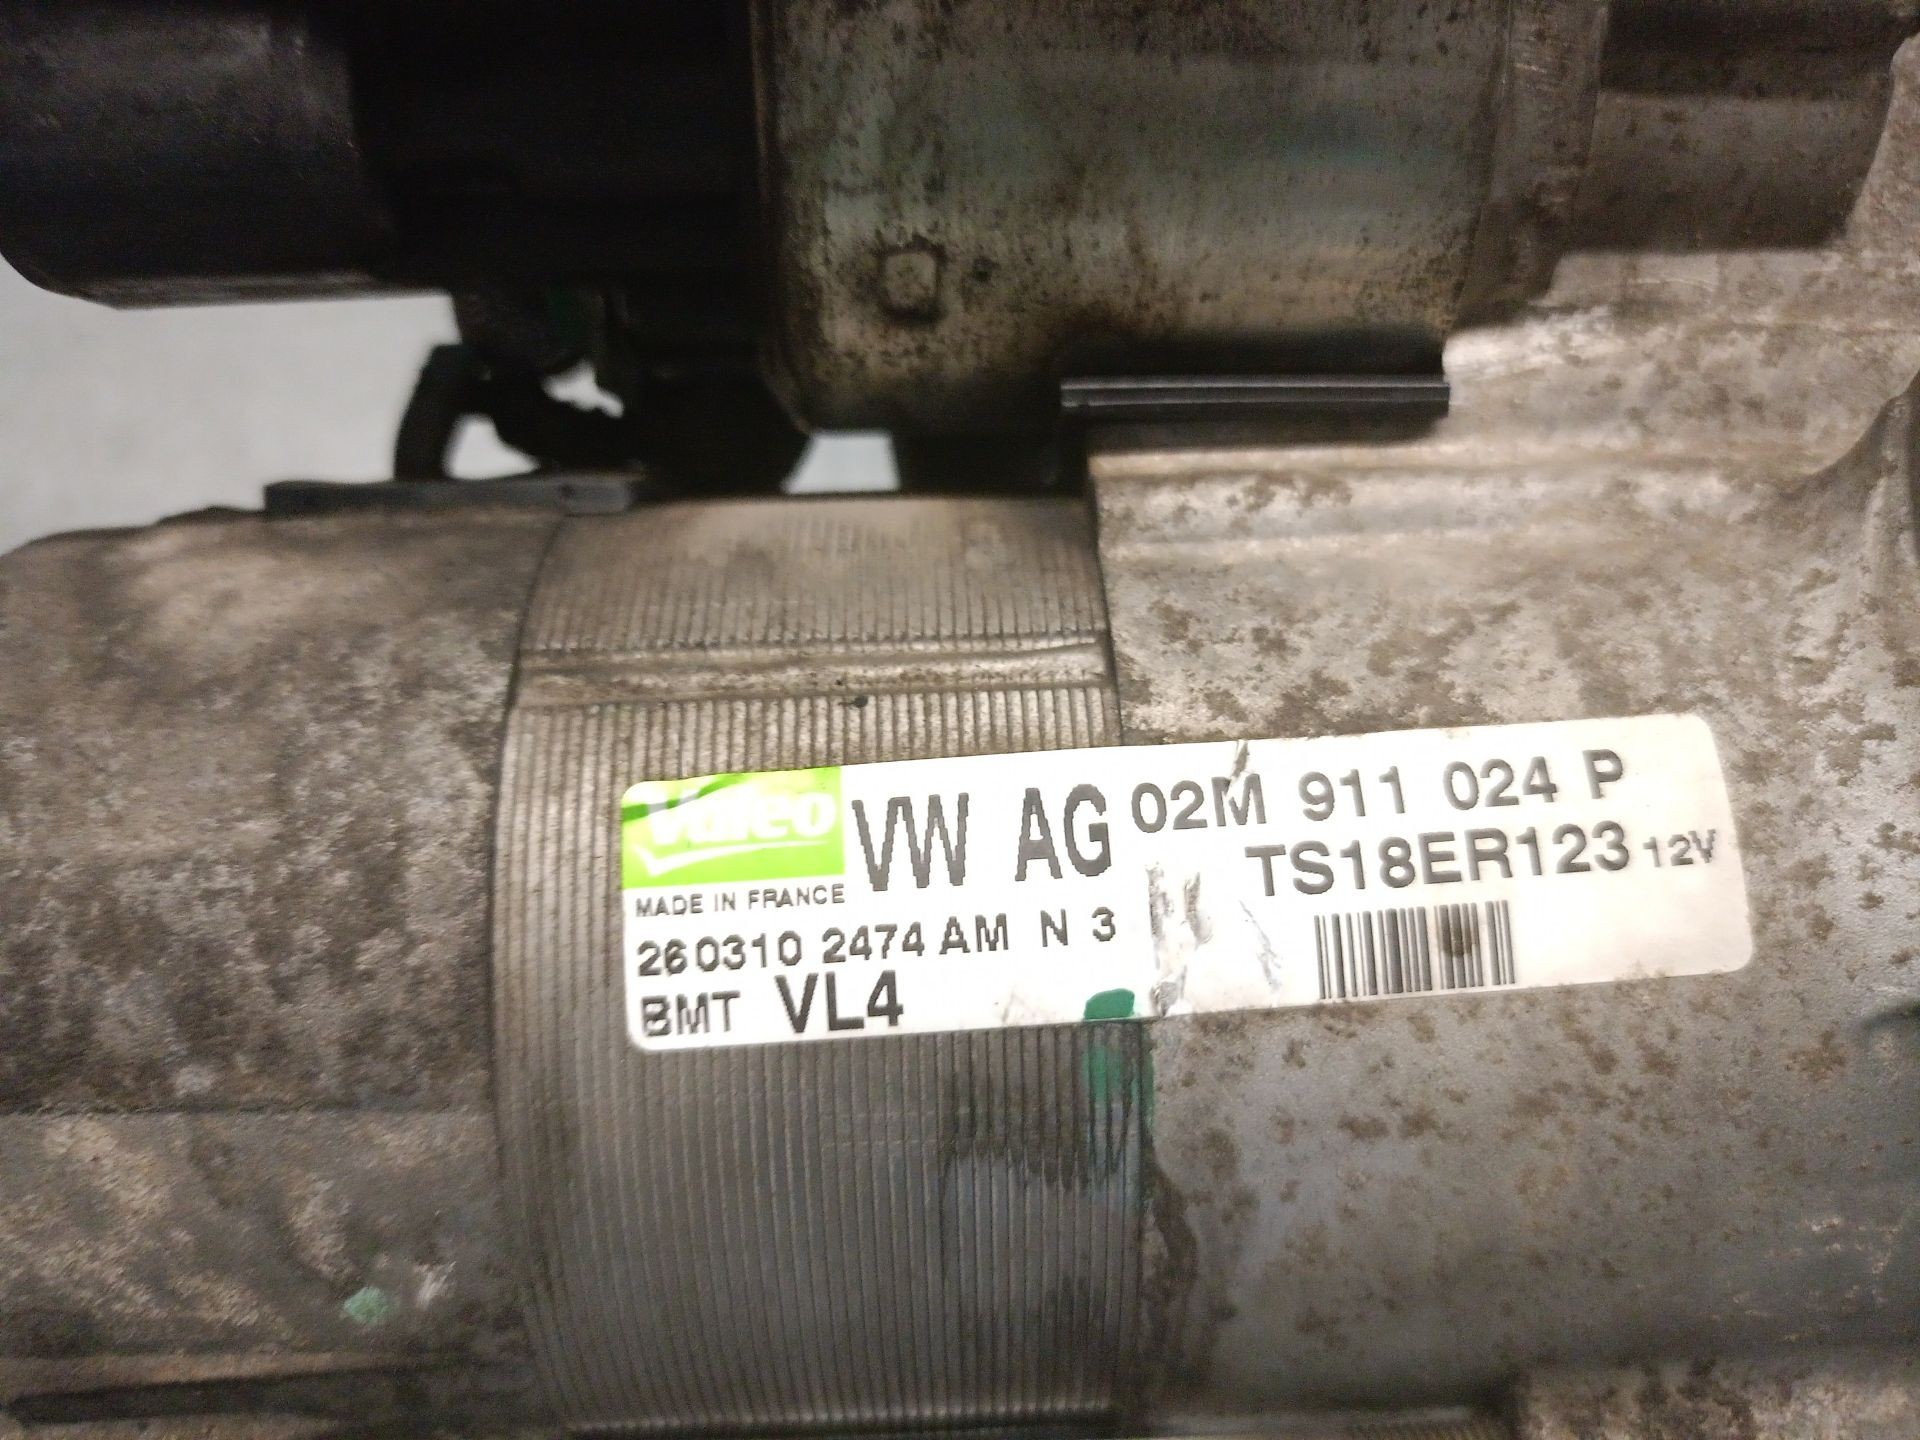 Valeo VW AG 02M 911 024 P
TS18ER123 12V
MADE IN FRANCE
260310 2474 AM N 3
BMT VL4